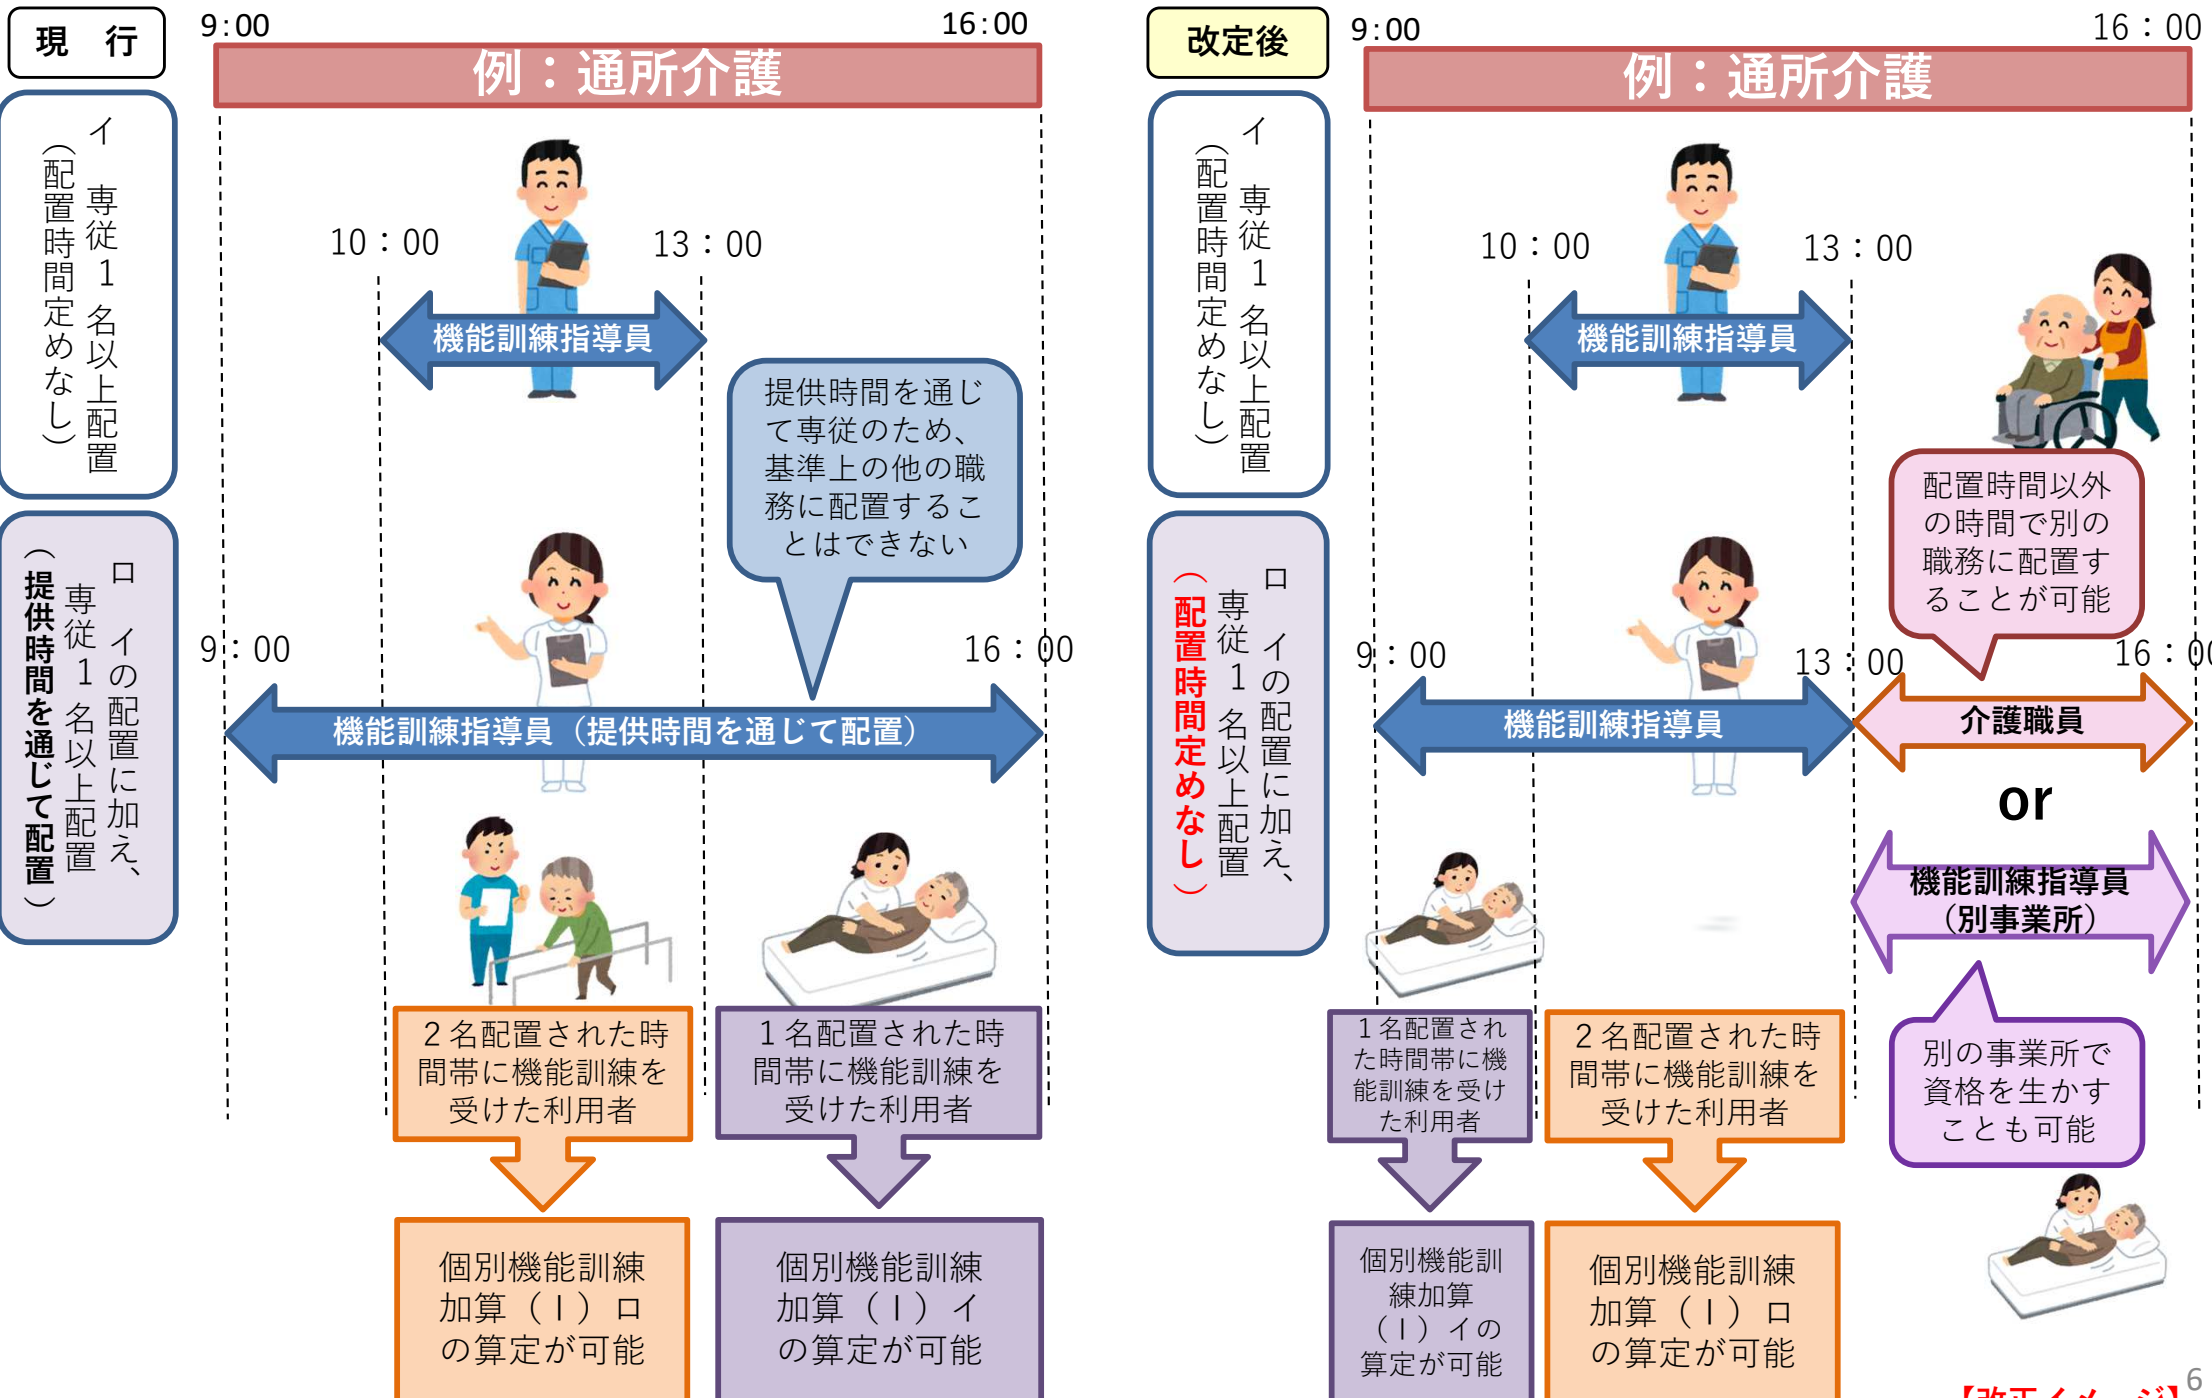 現　行
9:00
16:00
例：通所介護
イ　専従１名以上配置
（配置時間定めなし）
10：00
13：00
機能訓練指導員
提供時間を通じ
て専従のため、
基準上の他の職
務に配置するこ
とはできない
ロ　イの配置に加え、
専従１名以上配置
（提供時間を通じて配置）
9：00
16：00
機能訓練指導員（提供時間を通じて配置）
２名配置された時
間帯に機能訓練を
受けた利用者
１名配置された時
間帯に機能訓練を
受けた利用者
個別機能訓練
加算（Ⅰ）ロ
の算定が可能
個別機能訓練
加算（Ⅰ）イ
の算定が可能
改定後
9:00
16：00
例：通所介護
イ　専従１名以上配置
（配置時間定めなし）
10：00
13：00
機能訓練指導員
配置時間以外
の時間で別の
職務に配置す
ることが可能
ロ　イの配置に加え、
専従１名以上配置
（配置時間定めなし）
9：00
13：00
16：00
機能訓練指導員
介護職員
or
機能訓練指導員
（別事業所）
別の事業所で
資格を生かす
ことも可能
１名配置され
た時間帯に機
能訓練を受け
た利用者
２名配置された時
間帯に機能訓練を
受けた利用者
個別機能訓
練加算
（Ⅰ）イの
算定が可能
個別機能訓練
加算（Ⅰ）ロ
の算定が可能
【改正イメージ】
6